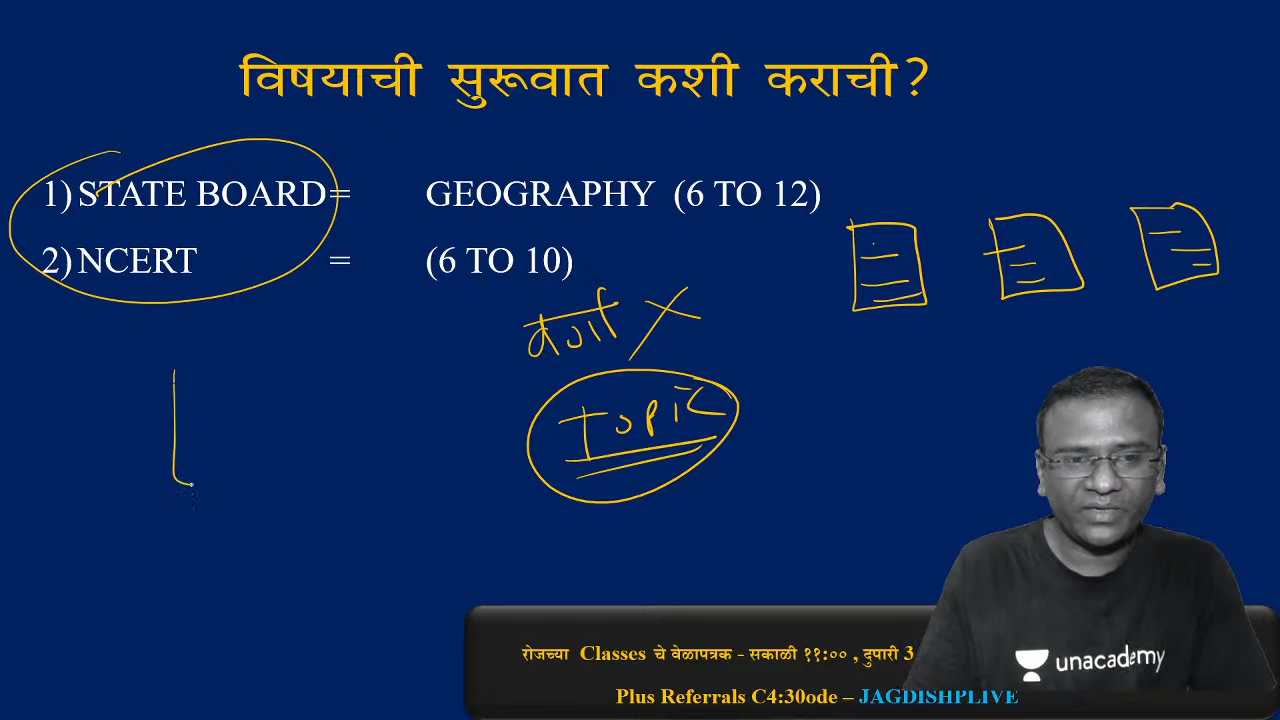 विषयाची सुरूवात कशी कराची?
1) STATE BOARD = GEOGRAPHY (6 TO 12)
2) NCERT = (6 TO 10)
Topic
रोजच्या Classes चे वेळापत्रक - सकाळी ११:०० , दुपारी 3
Plus Referrals C4:30ode – JAGDISHPLIVE
unacademy